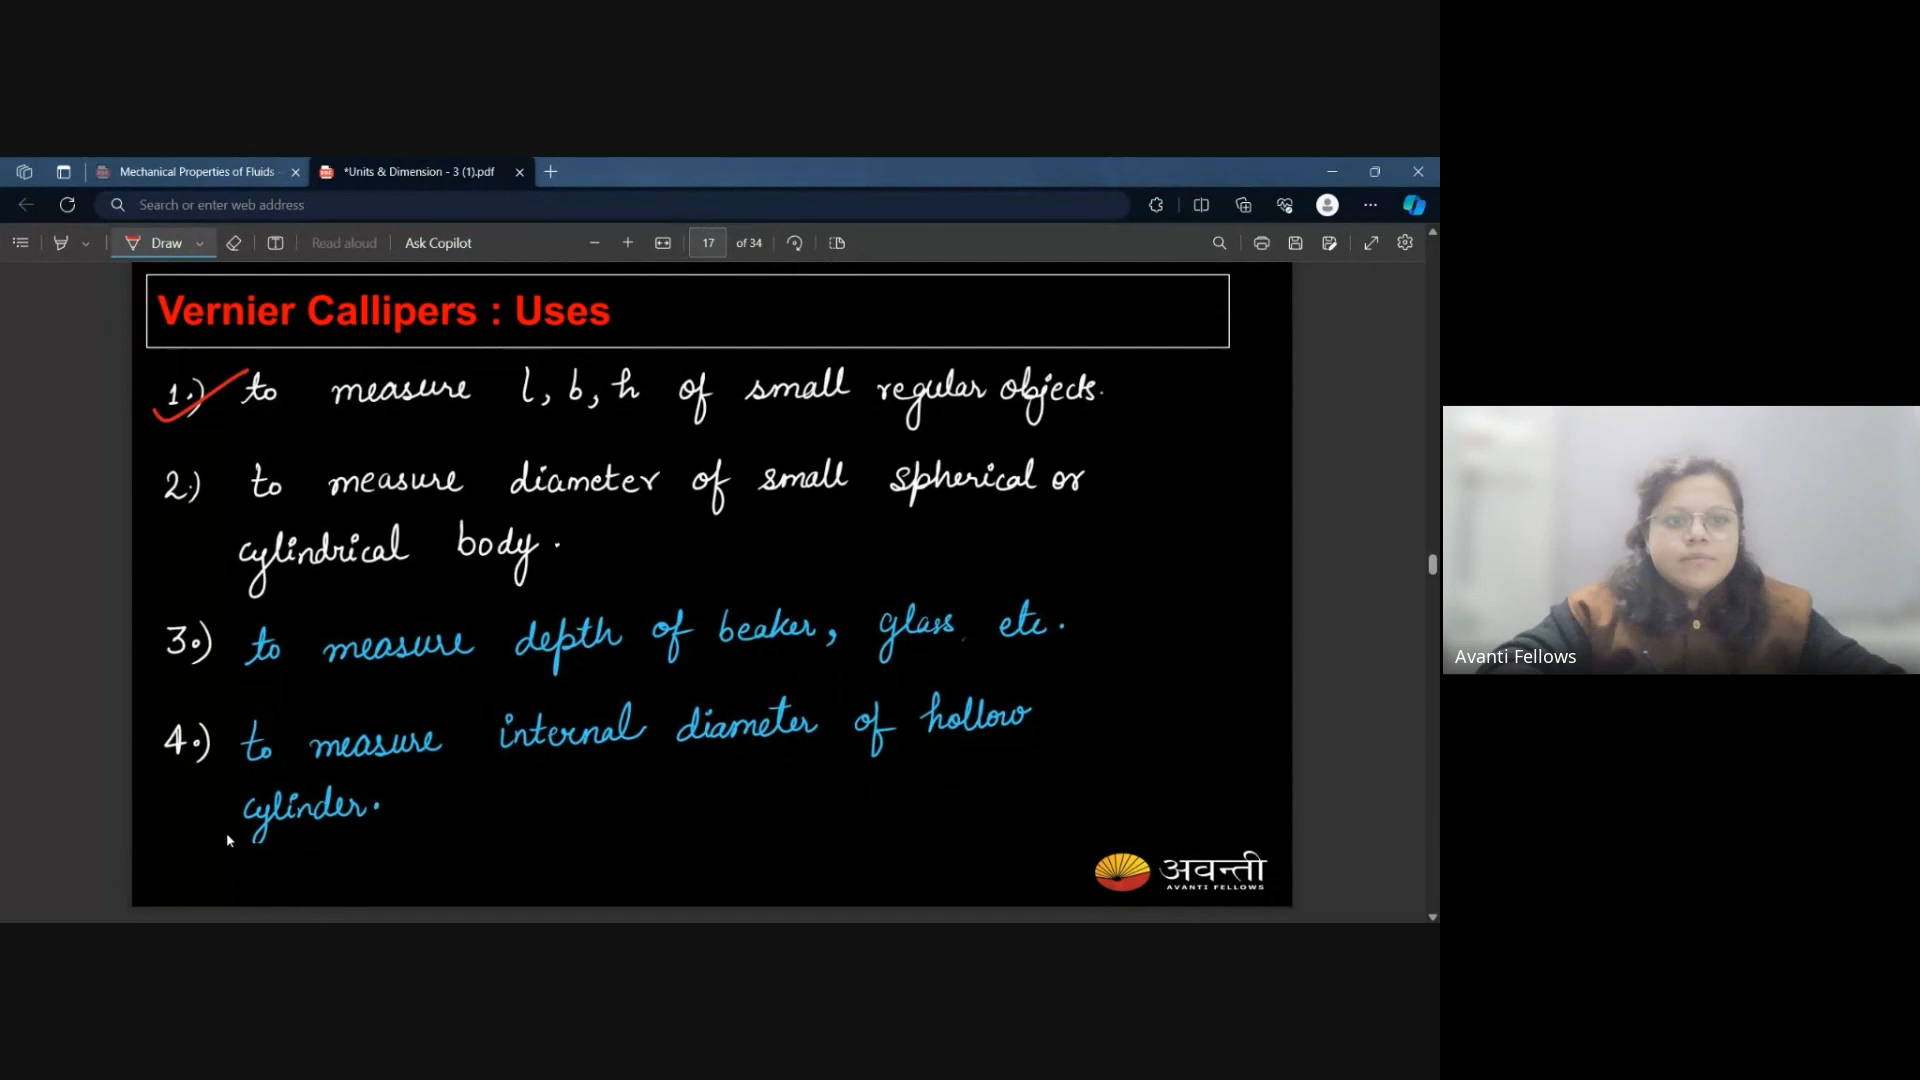 Mechanical Properties of Fluids
*Units & Dimension - 3 (1).pdf
Search or enter web address
Draw
Read aloud
Ask Copilot
17 of 34
Vernier Callipers : Uses
1.) to measure l, b, h of small regular objects.
2.) to measure diameter of small spherical or
cylindrical body.
3.) to measure depth of beaker, glass etc.
4.) to measure internal diameter of hollow
cylinder.
अवन्ती
AVANTI FELLOWS
Avanti Fellows